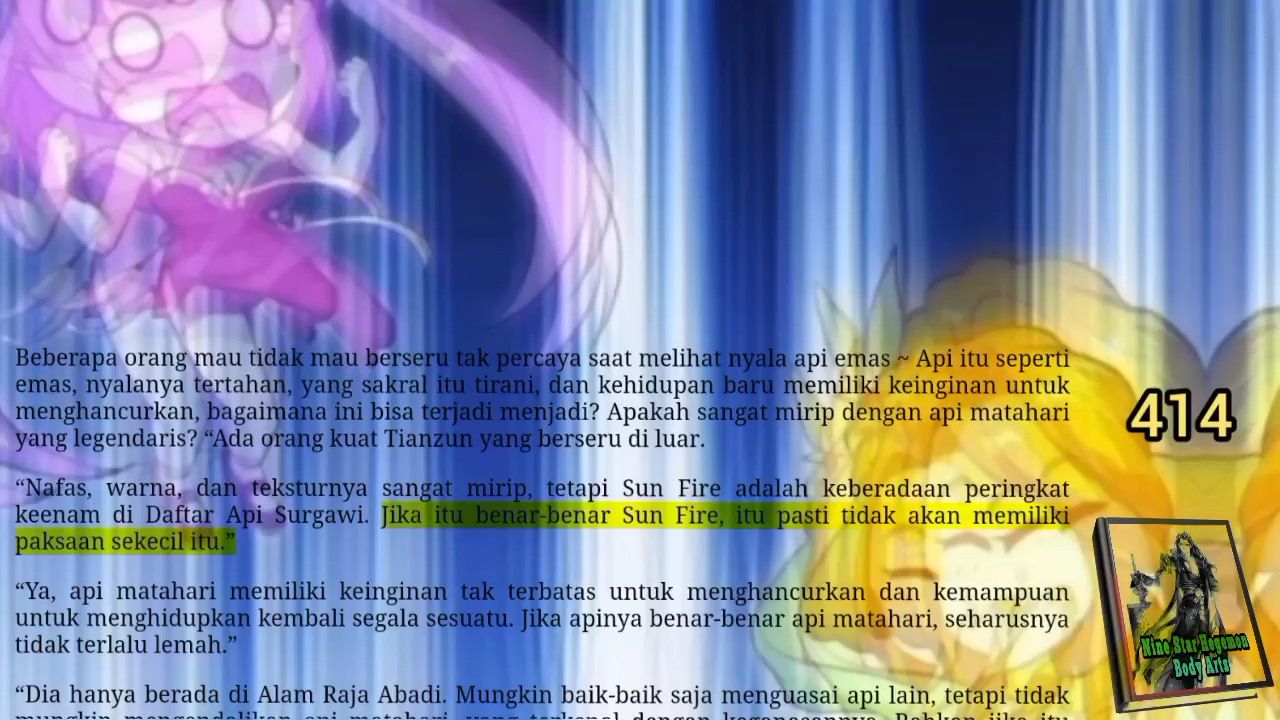 Beberapa orang mau tidak mau berseru tak percaya saat melihat nyala api emas ~ Api itu seperti
emas, nyalanya tertahan, yang sakral itu tirani, dan kehidupan baru memiliki keinginan untuk
menghancurkan, bagaimana ini bisa terjadi menjadi? Apakah sangat mirip dengan api matahari
yang legendaris? “Ada orang kuat Tianzun yang berseru di luar.
414
“Nafas, warna, dan teksturnya sangat mirip, tetapi Sun Fire adalah keberadaan peringkat
keenam di Daftar Api Surgawi. Jika itu benar-benar Sun Fire, itu pasti tidak akan memiliki
paksaan sekecil itu.”
“Ya, api matahari memiliki keinginan tak terbatas untuk menghancurkan dan kemampuan
untuk menghidupkan kembali segala sesuatu. Jika apinya benar-benar api matahari, seharusnya
tidak terlalu lemah.”
Nine Star Hegemon
Body Arts
“Dia hanya berada di Alam Raja Abadi. Mungkin baik-baik saja menguasai api lain, tetapi tidak